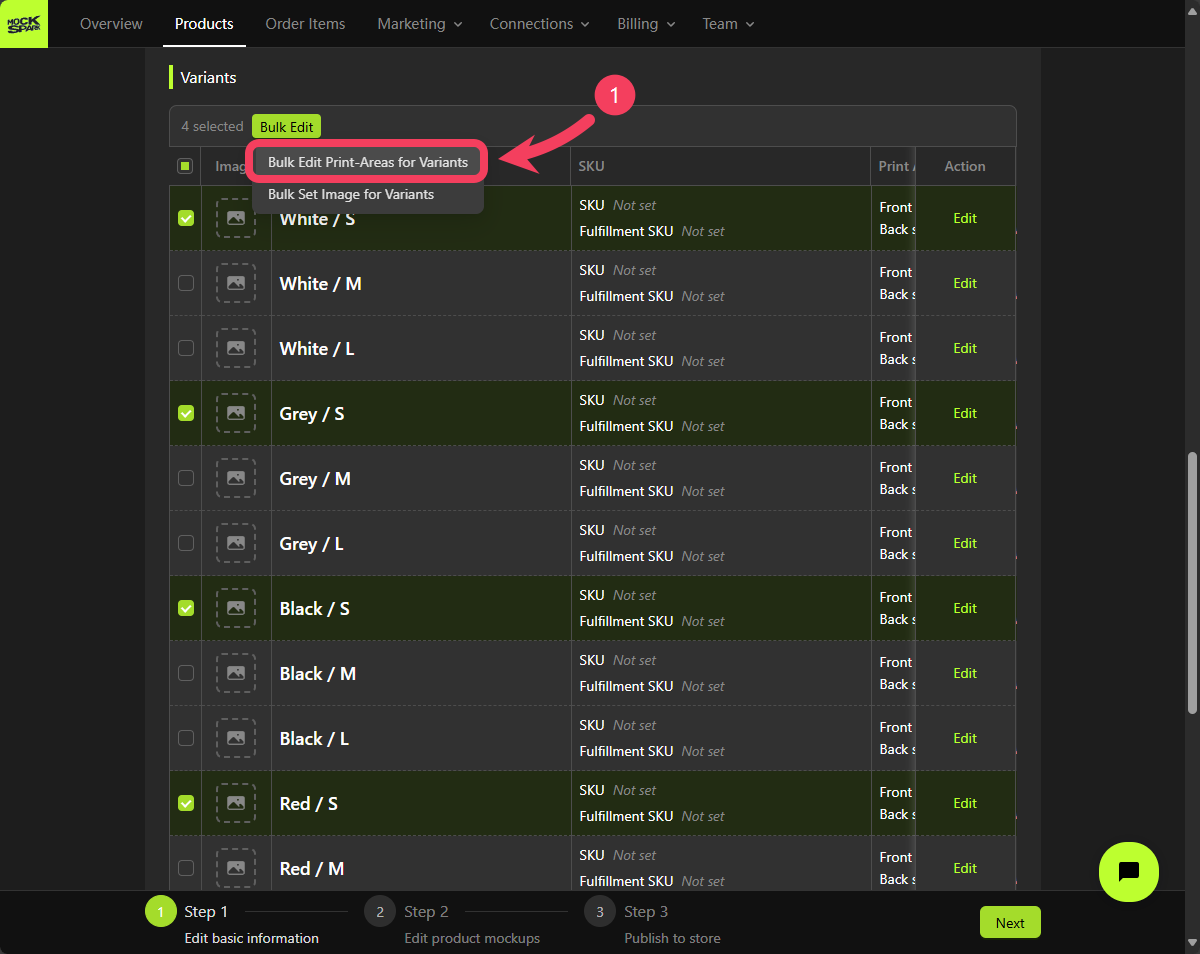 MOCK
SPARK
Overview Products Order Items Marketing Connections Billing Team
Variants
1
4 selected Bulk Edit
Bulk Edit Print-Areas for Variants
Bulk Set Image for Variants
Imag SKU Print Action
White / S
SKU Not set
Fulfillment SKU Not set
Front
Back s
Edit
White / M
SKU Not set
Fulfillment SKU Not set
Front
Back s
Edit
White / L
SKU Not set
Fulfillment SKU Not set
Front
Back s
Edit
Grey / S
SKU Not set
Fulfillment SKU Not set
Front
Back s
Edit
Grey / M
SKU Not set
Fulfillment SKU Not set
Front
Back s
Edit
Grey / L
SKU Not set
Fulfillment SKU Not set
Front
Back s
Edit
Black / S
SKU Not set
Fulfillment SKU Not set
Front
Back s
Edit
Black / M
SKU Not set
Fulfillment SKU Not set
Front
Back s
Edit
Black / L
SKU Not set
Fulfillment SKU Not set
Front
Back s
Edit
Red / S
SKU Not set
Fulfillment SKU Not set
Front
Back s
Edit
Red / M
SKU Not set
Fulfillment SKU Not set
Front
Back s
Edit
1 Step 1
Edit basic information
2 Step 2
Edit product mockups
3 Step 3
Publish to store
Next